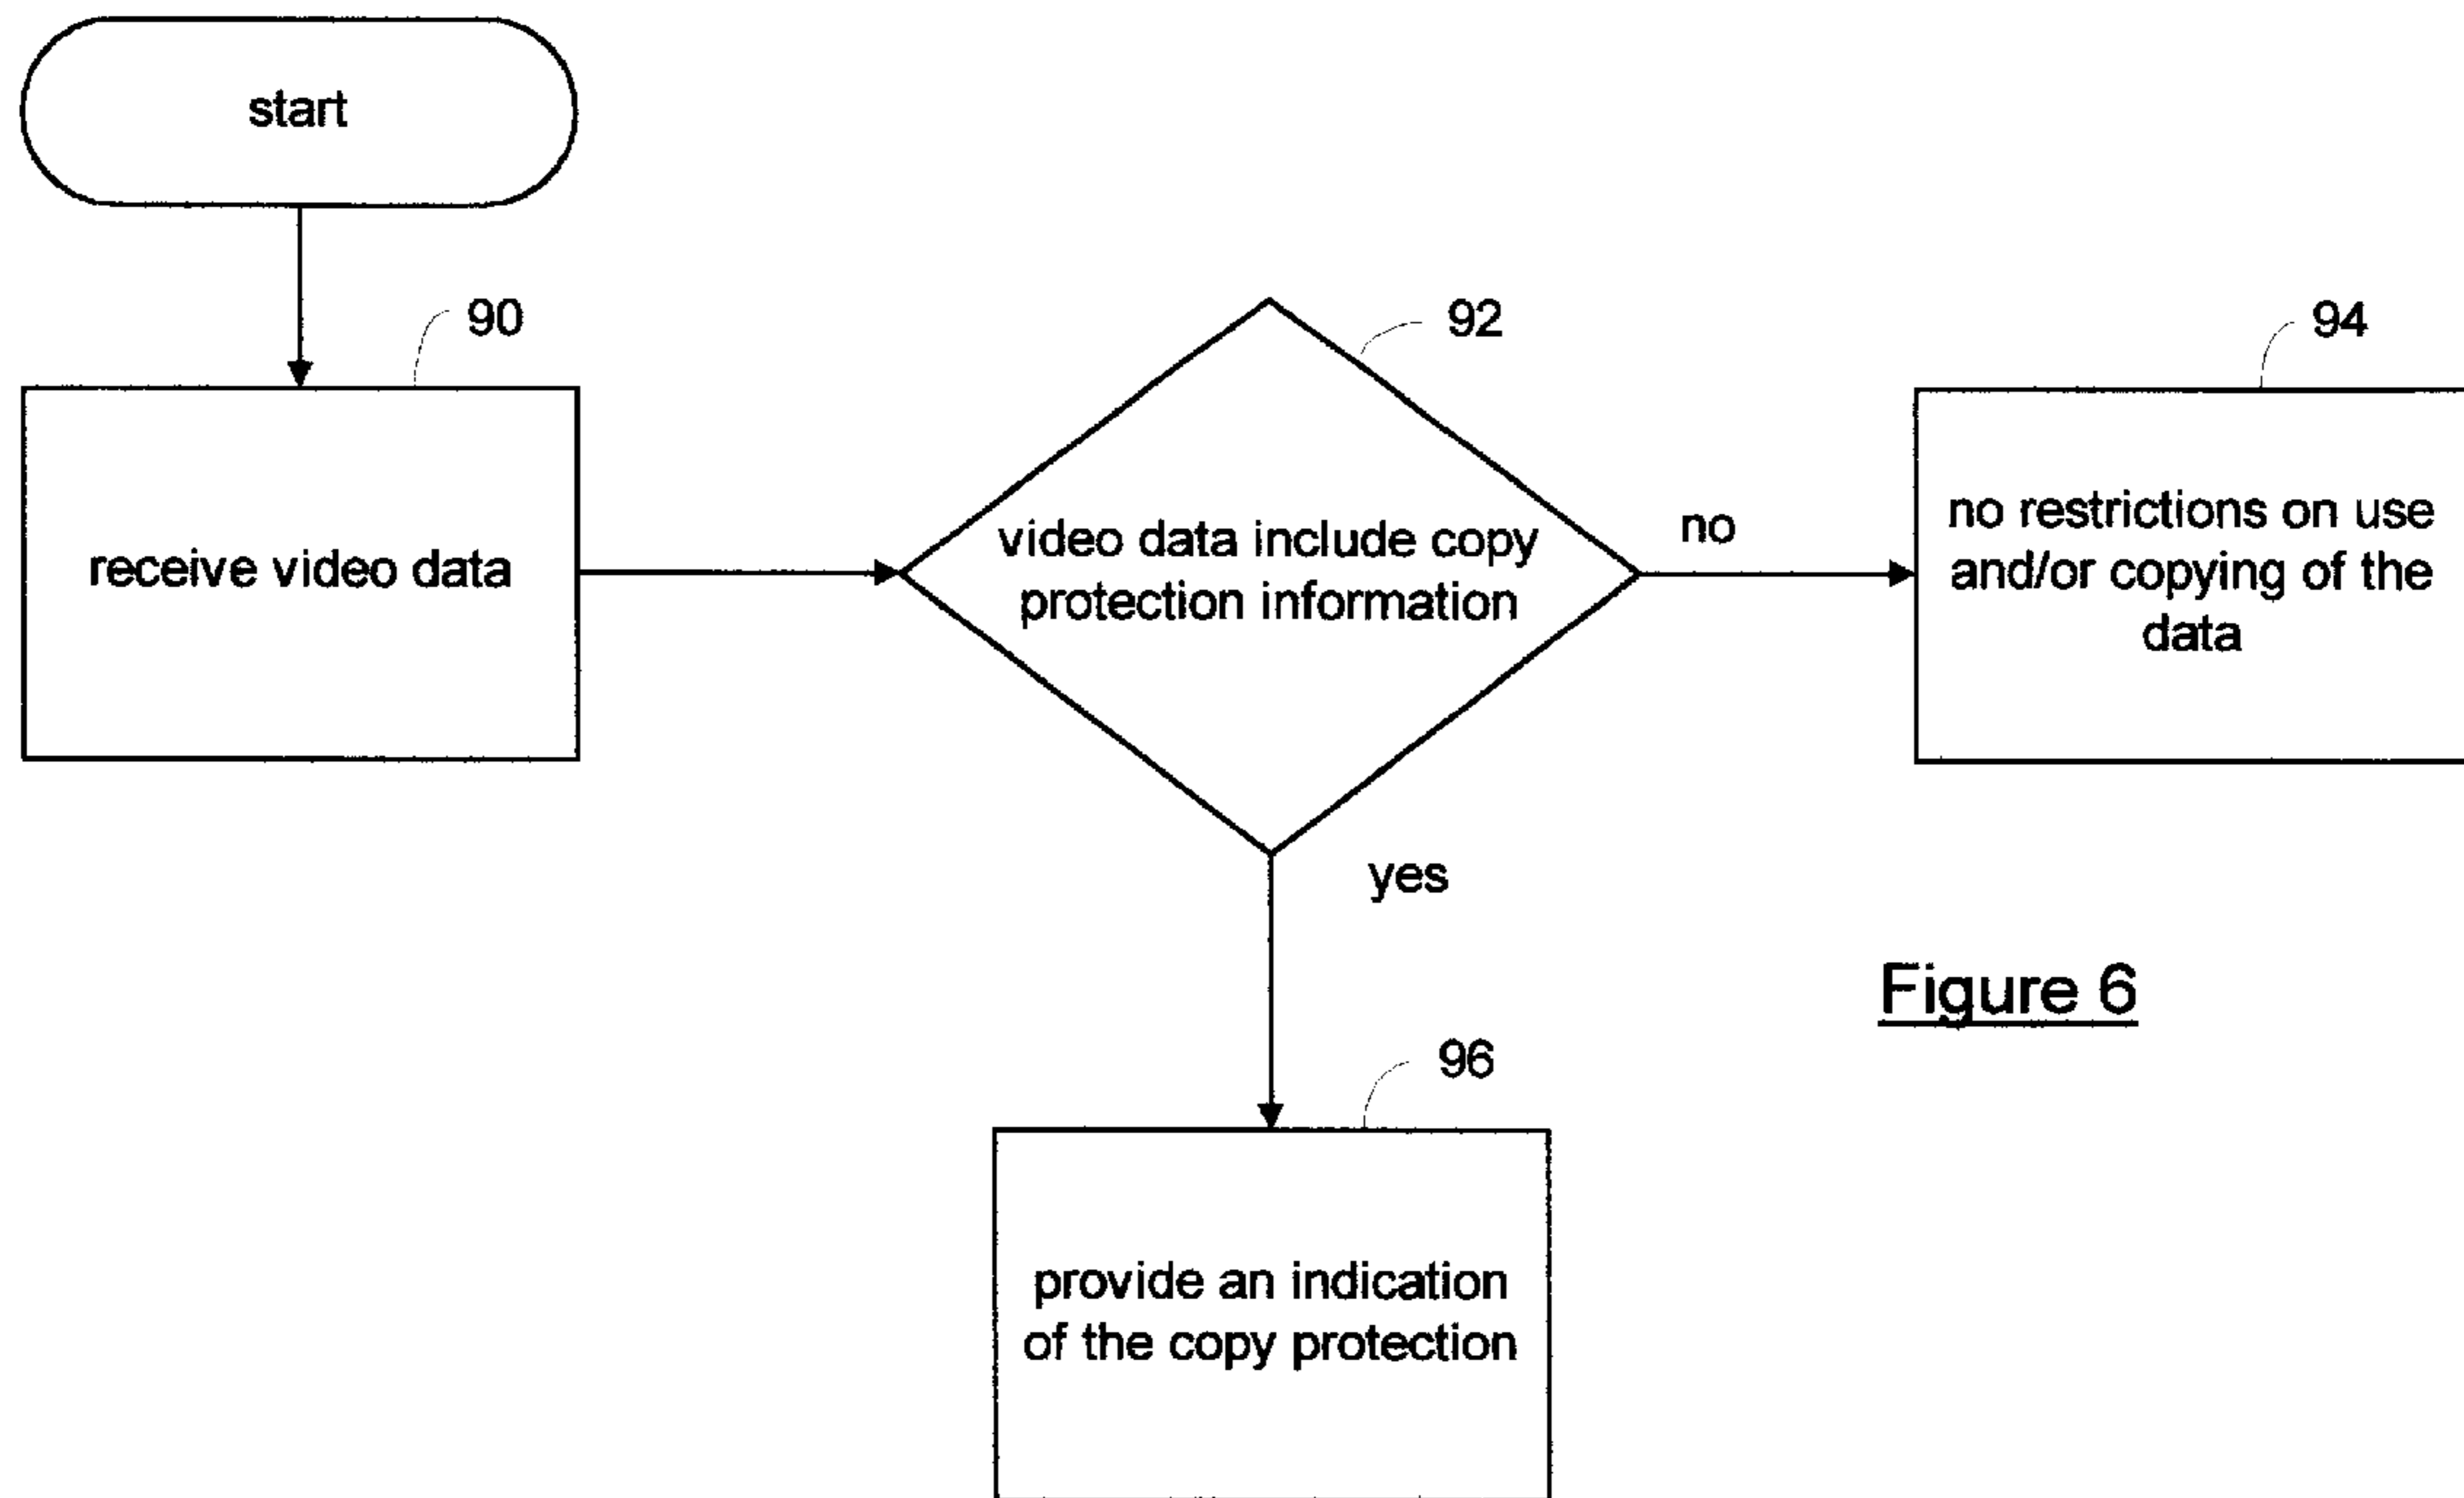 start
90
receive video data
92
video data include copy
protection information
no
94
no restrictions on use
and/or copying of the
data
yes
Figure 6
96
provide an indication
of the copy protection